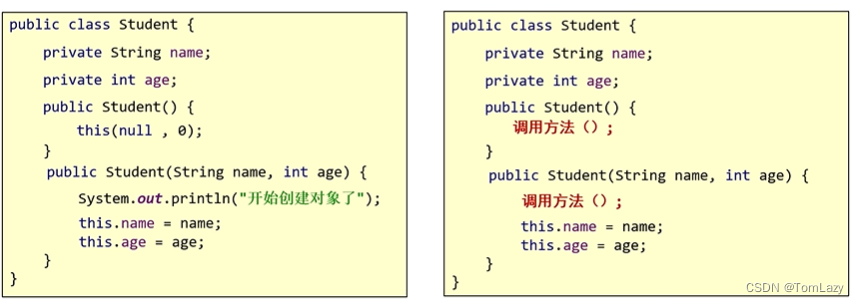 public class Student {
private String name;
private int age;
public Student() {
this(null , 0);
}
public Student(String name, int age) {
System.out.println("开始创建对象了");
this.name = name;
this.age = age;
}
}
public class Student {
private String name;
private int age;
public Student() {
调用方法（）;
}
public Student(String name, int age) {
调用方法（）;
this.name = name;
this.age = age;
}
}
CSDN @TomLazy